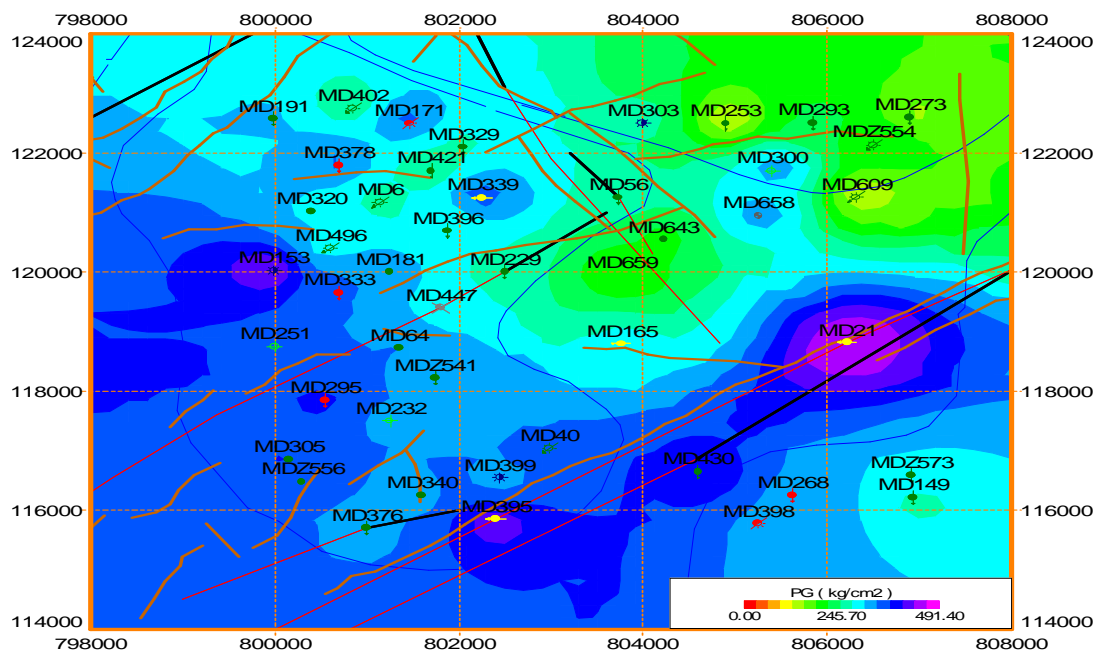 798000 800000 802000 804000 806000 808000
124000 124000
MD402
MD191 MD171 MD303 MD253 MD293 MD273
MD329 MDZ554
122000 122000
MD378 MD421 MD300
MD6 MD339 MD56 MD609
MD320 MD396 MD658
MD496 MD643
MD153 MD181 MD229 MD659
120000 120000
MD333
MD447
MD251 MD64 MD165 MD21
MDZ541
118000 118000
MD295
MD232
MD305 MD40
MDZ556 MD399 MD430 MDZ573
MD340 MD268 MD149
116000 116000
MD376 MD395 MD398
PG ( kg/cm2 )
0.00 245.70 491.40
114000 114000
798000 800000 802000 804000 806000 808000